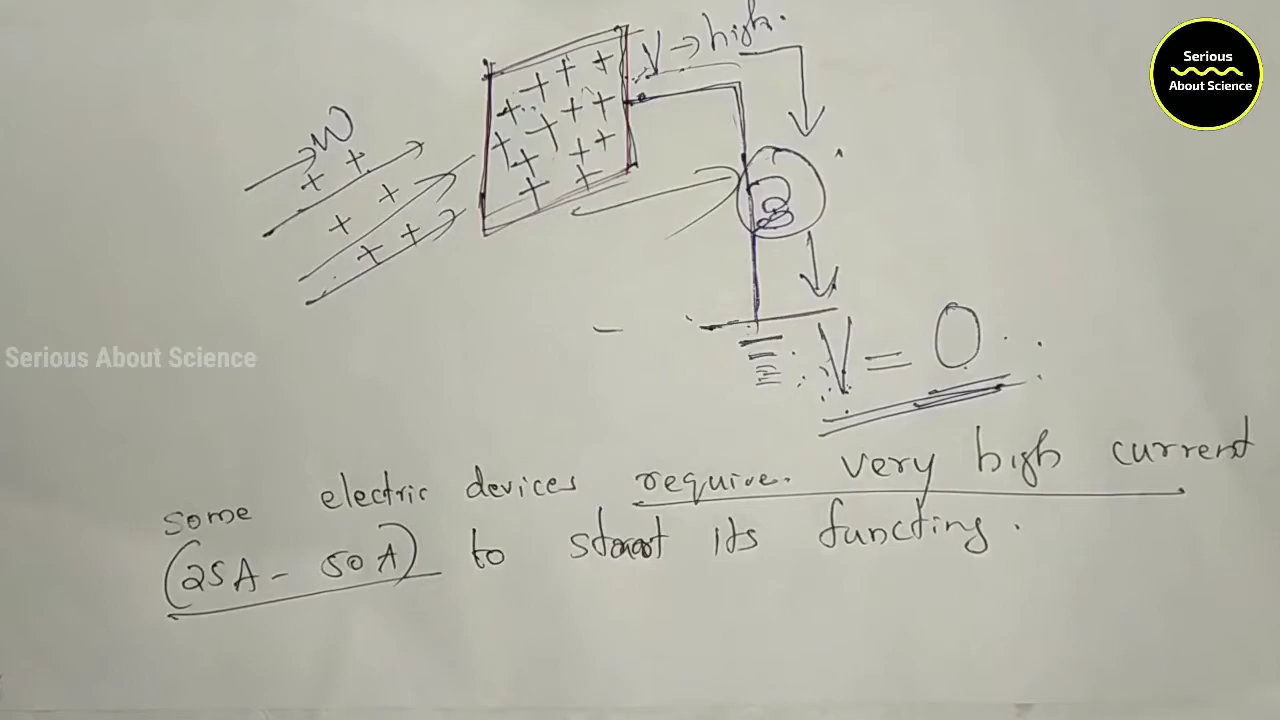 V → high.
Serious
About Science
W
B
Serious About Science
V = 0
some electric devices require. very high current
(25A - 50A) to start its functing.